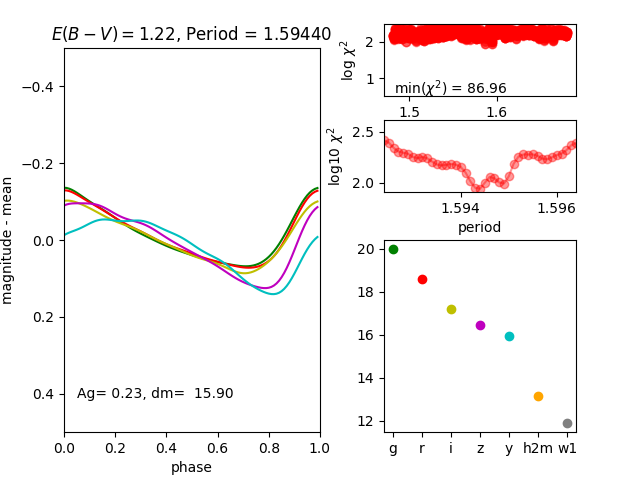 E(B − V) = 1.22, Period = 1.59440
magnitude - mean
−0.4
−0.2
0.0
0.2
0.4
Ag= 0.23, dm=  15.90
0.0 0.2 0.4 0.6 0.8 1.0
phase
log χ²
2
1
min(χ²) = 86.96
1.5 1.6
log10 χ²
2.5
2.0
1.594 1.596
period
20
18
16
14
12
g r i z y h2m w1